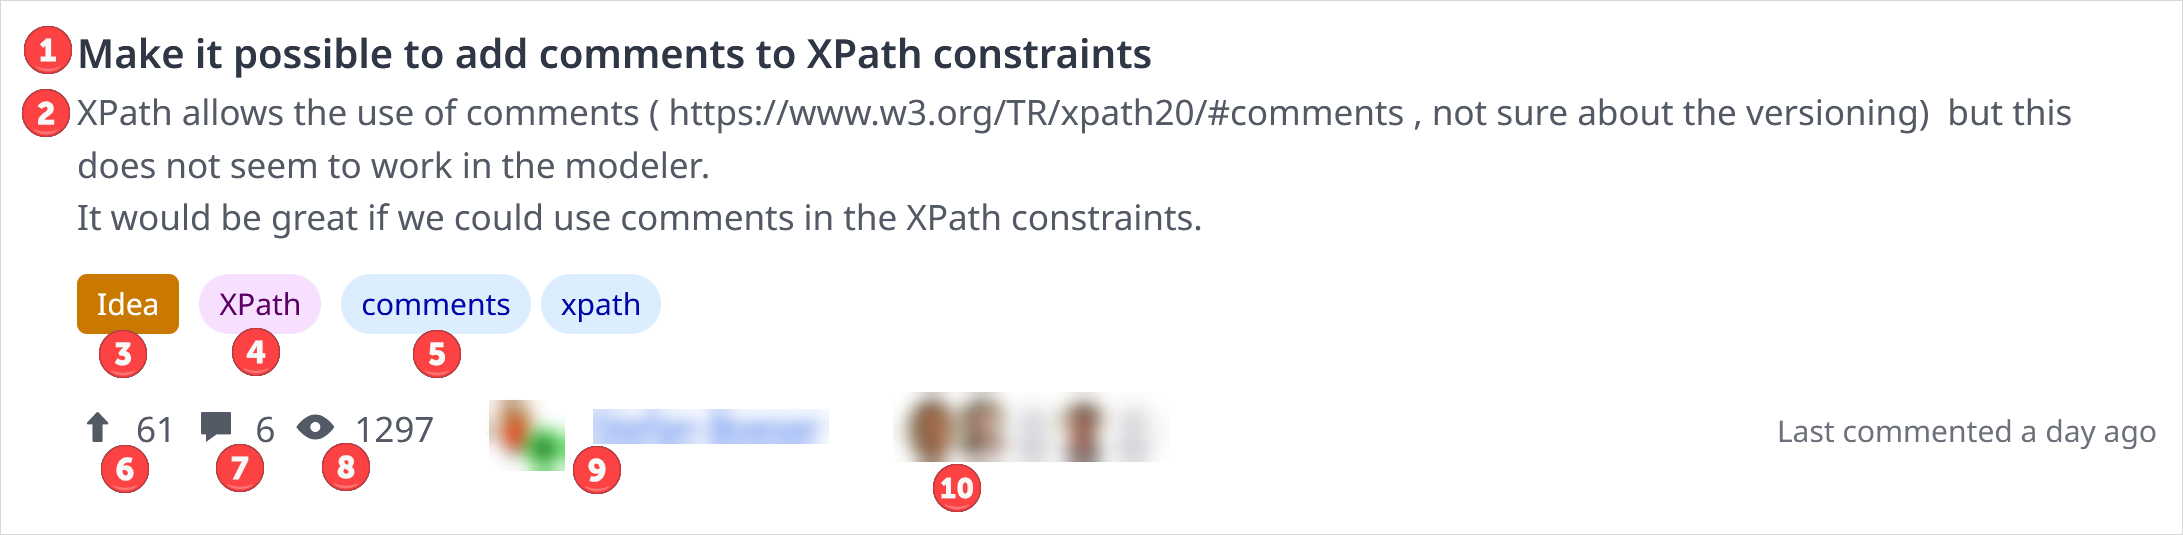 1 Make it possible to add comments to XPath constraints
2 XPath allows the use of comments ( https://www.w3.org/TR/xpath20/#comments , not sure about the versioning)  but this
does not seem to work in the modeler.
It would be great if we could use comments in the XPath constraints.
Idea XPath comments xpath
3 4 5
61 6 1297 Last commented a day ago
6 7 8 9 10